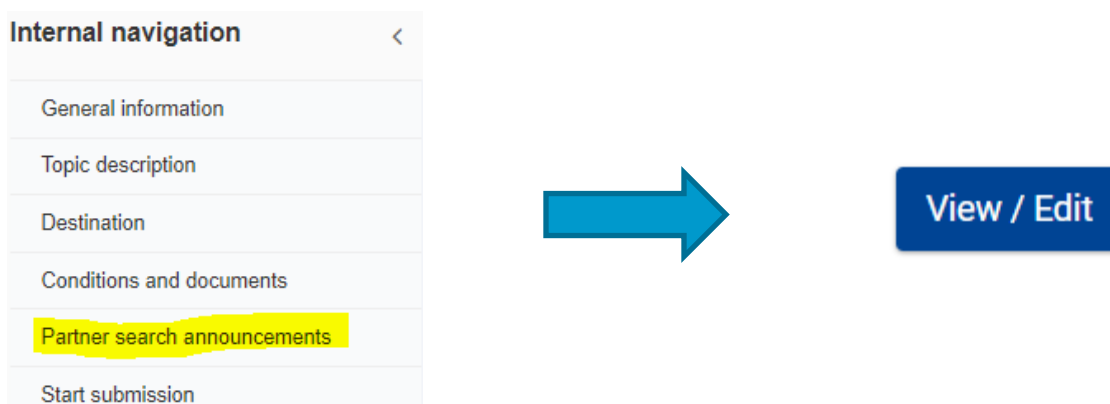 Internal navigation
General information
Topic description
Destination
Conditions and documents
Partner search announcements
Start submission
View / Edit